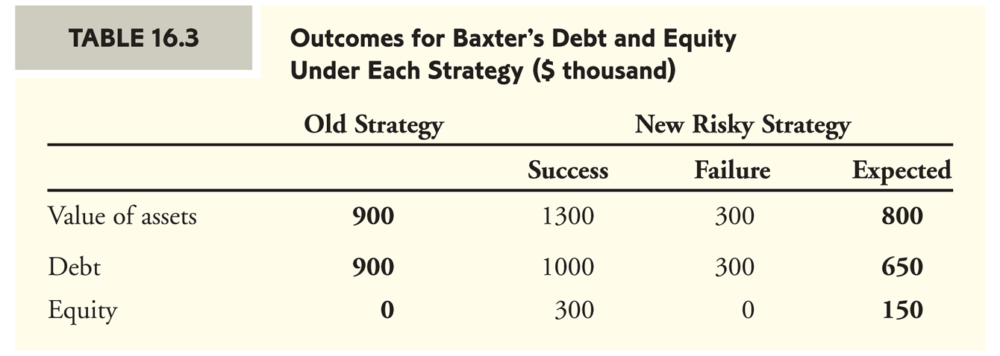 TABLE 16.3
Outcomes for Baxter’s Debt and Equity
Under Each Strategy ($ thousand)
Old Strategy New Risky Strategy
Success Failure Expected
Value of assets 900 1300 300 800
Debt 900 1000 300 650
Equity 0 300 0 150